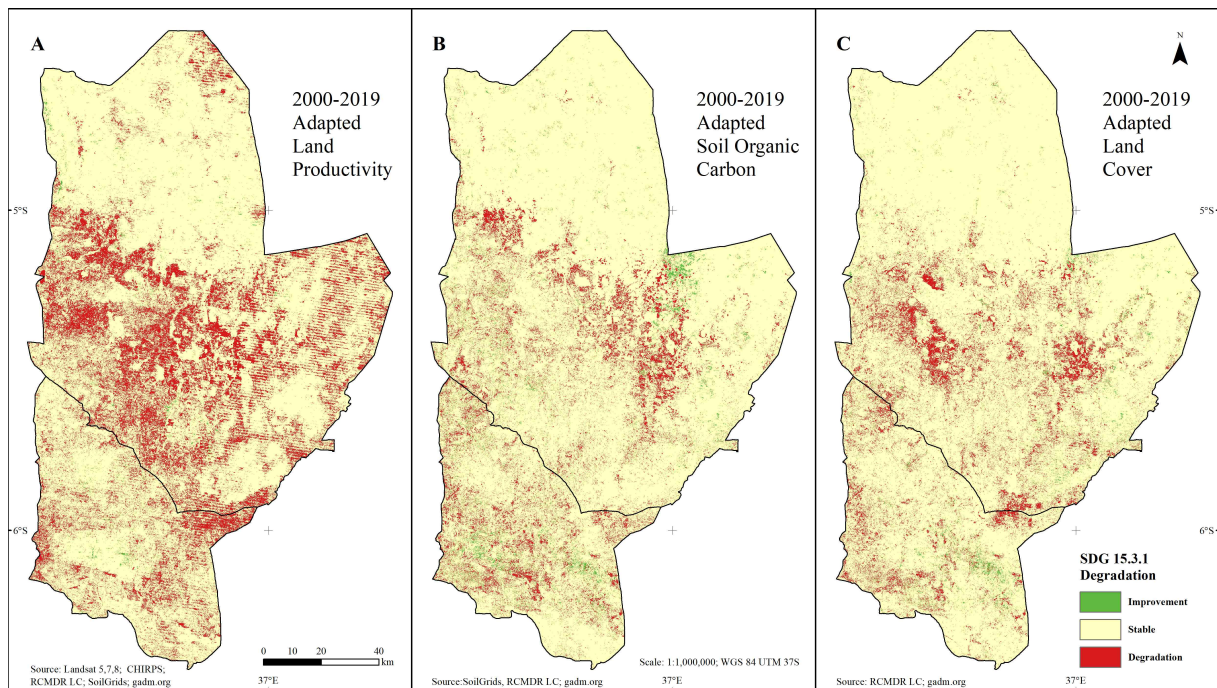 A
2000-2019
Adapted
Land
Productivity
5°S
6°S
Source: Landsat 5,7,8; CHIRPS;
RCMDR LC; SoilGrids; gadm.org
0 10 20 40
km
37°E
B
2000-2019
Adapted
Soil Organic
Carbon
Scale: 1:1,000,000; WGS 84 UTM 37S
Source:SoilGrids, RCMDR LC; gadm.org
C
N
2000-2019
Adapted
Land
Cover
5°S
6°S
SDG 15.3.1
Degradation
Improvement
Stable
Degradation
Source: RCMDR LC; gadm.org
37°E